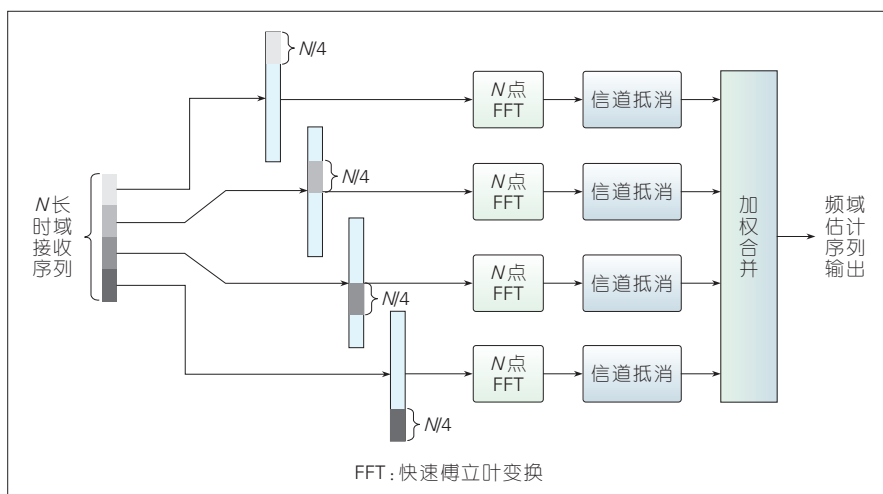 N/4
N点
FFT
信道抵消
N/4
N点
FFT
信道抵消
N长
时域
接收
序列
加权合并
频域
估计
序列
输出
N/4
N点
FFT
信道抵消
N/4
N点
FFT
信道抵消
FFT:快速傅立叶变换